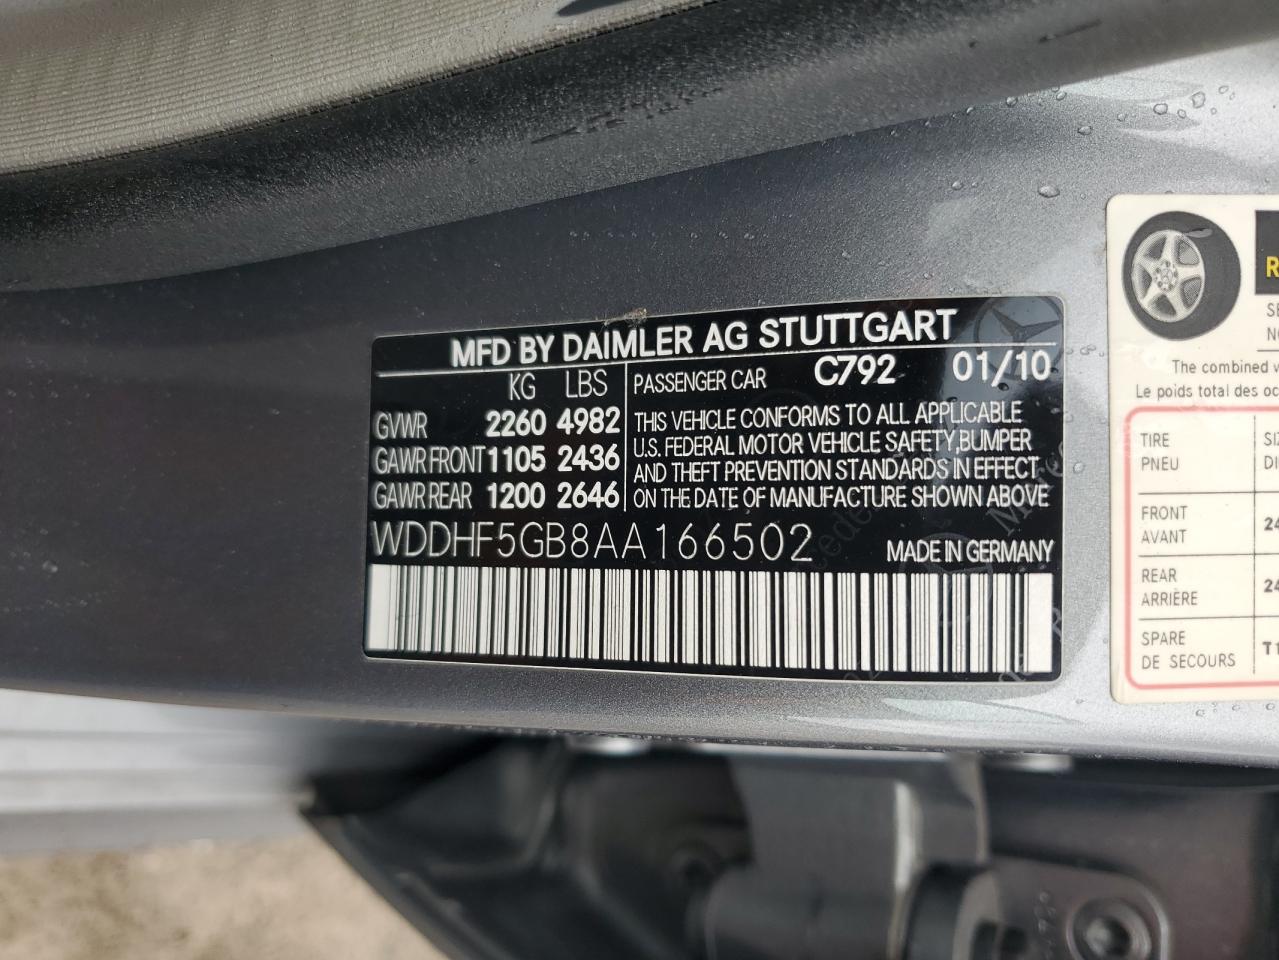 MFD BY DAIMLER AG STUTTGART
KG LBS PASSENGER CAR C792 01/10
GVWR 2260 4982
GAWR FRONT 1105 2436
GAWR REAR 1200 2646
THIS VEHICLE CONFORMS TO ALL APPLICABLE
U.S. FEDERAL MOTOR VEHICLE SAFETY, BUMPER
AND THEFT PREVENTION STANDARDS IN EFFECT
ON THE DATE OF MANUFACTURE SHOWN ABOVE
WDDHF5GB8AA166502 MADE IN GERMANY
The combined
Le poids total des
TIRE
PNEU
FRONT
AVANT
REAR
ARRIÈRE
SPARE
DE SECOURS